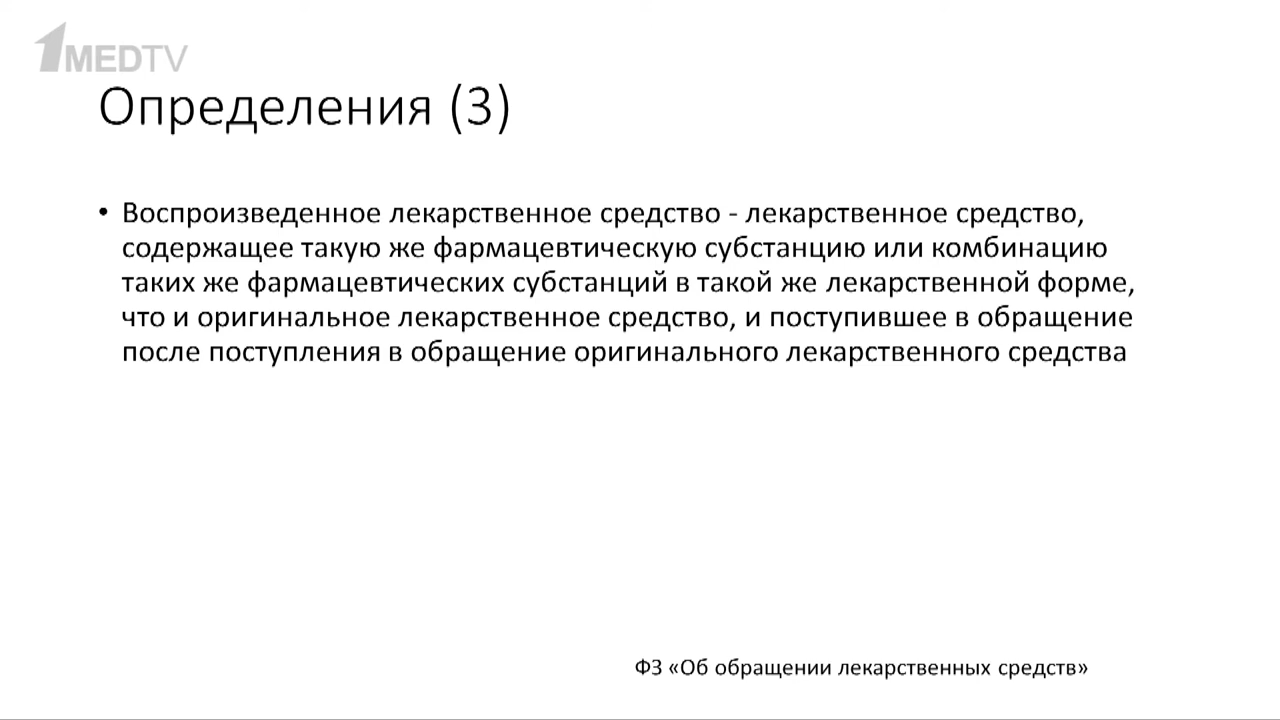 1MEDTV
Определения (3)
• Воспроизведенное лекарственное средство - лекарственное средство,
содержащее такую же фармацевтическую субстанцию или комбинацию
таких же фармацевтических субстанций в такой же лекарственной форме,
что и оригинальное лекарственное средство, и поступившее в обращение
после поступления в обращение оригинального лекарственного средства
ФЗ «Об обращении лекарственных средств»